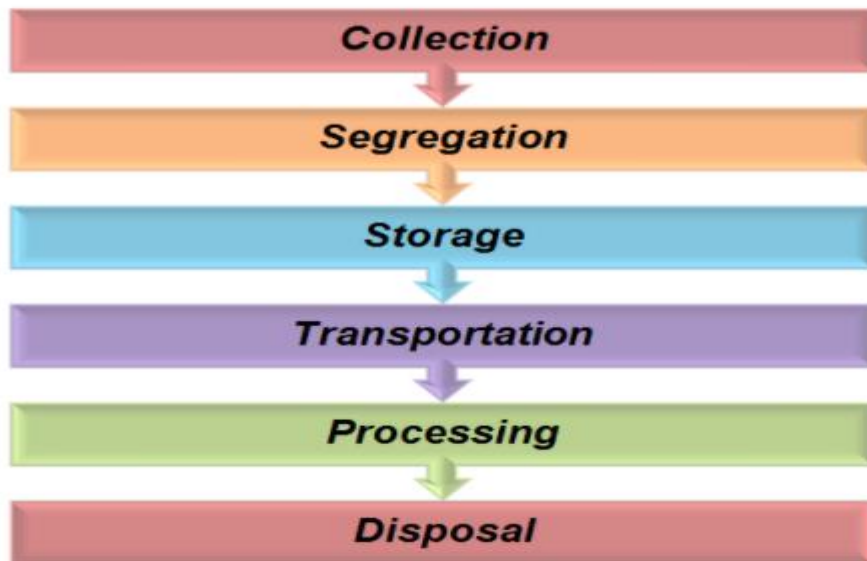 Collection
Segregation
Storage
Transportation
Processing
Disposal